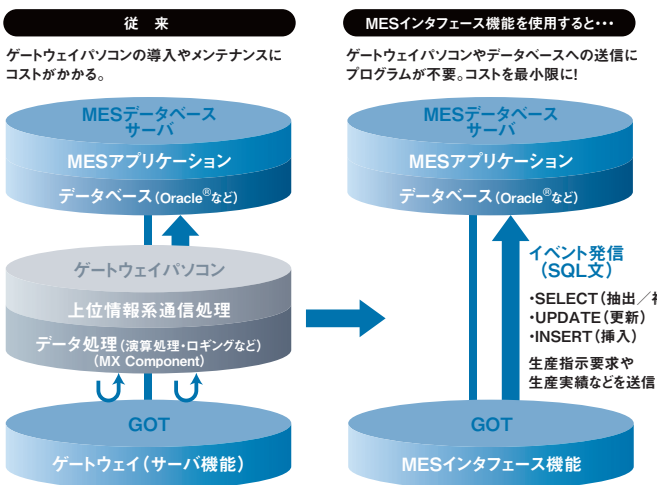 従 来
ゲートウェイパソコンの導入やメンテナンスに
コストがかかる。
MESデータベース
サーバ
MESアプリケーション
データベース(Oracle®など)
ゲートウェイパソコン
上位情報系通信処理
データ処理(演算処理・ロギングなど)
(MX Component)
GOT
ゲートウェイ(サーバ機能)
MESインタフェース機能を使用すると・・・
ゲートウェイパソコンやデータベースへの送信に
プログラムが不要。コストを最小限に!
MESデータベース
サーバ
MESアプリケーション
データベース(Oracle®など)
イベント発信
(SQL文)
・SELECT(抽出/
・UPDATE(更新)
・INSERT(挿入)
生産指示要求や
生産実績などを送信
GOT
MESインタフェース機能